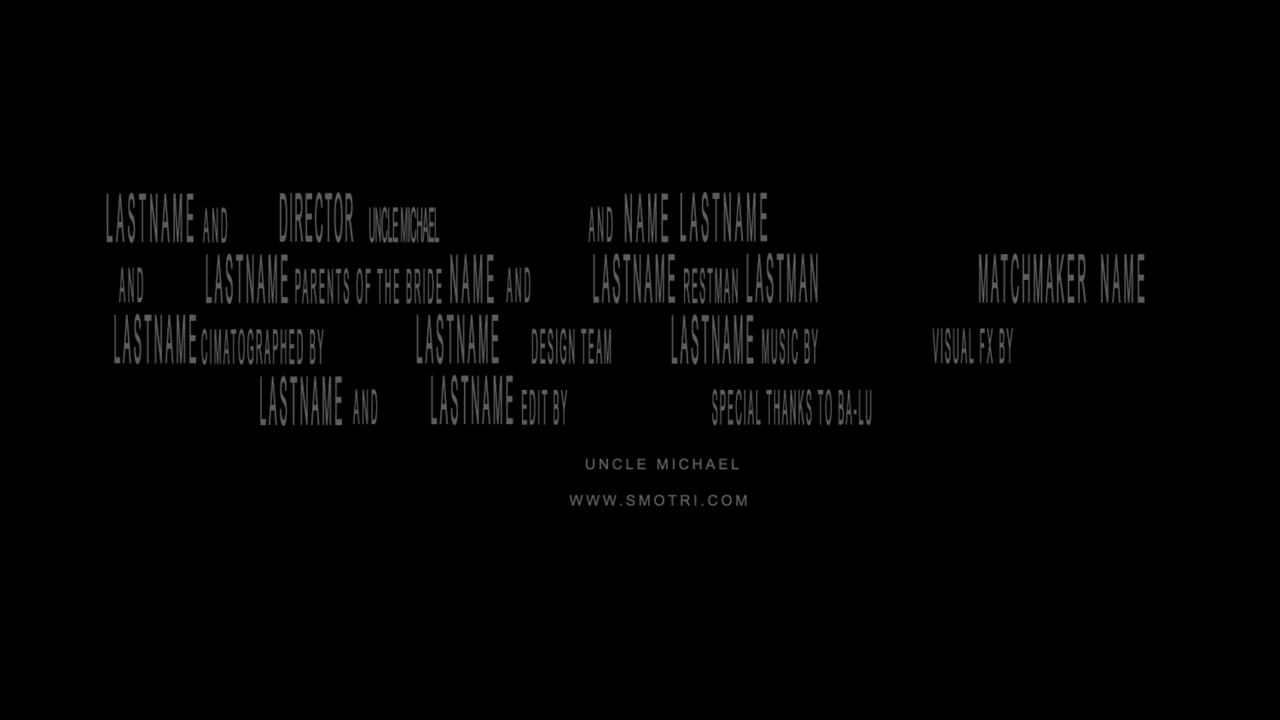 LASTNAME AND DIRECTOR UNCLE MICHAEL AND NAME LASTNAME
AND LASTNAME PARENTS OF THE BRIDE NAME AND LASTNAME RESTMAN LASTMAN MATCHMAKER NAME
LASTNAME CIMATOGRAPHED BY LASTNAME DESIGN TEAM LASTNAME MUSIC BY VISUAL FX BY
LASTNAME AND LASTNAME EDIT BY SPECIAL THANKS TO BA-LU
UNCLE MICHAEL
WWW.SMOTRI.COM